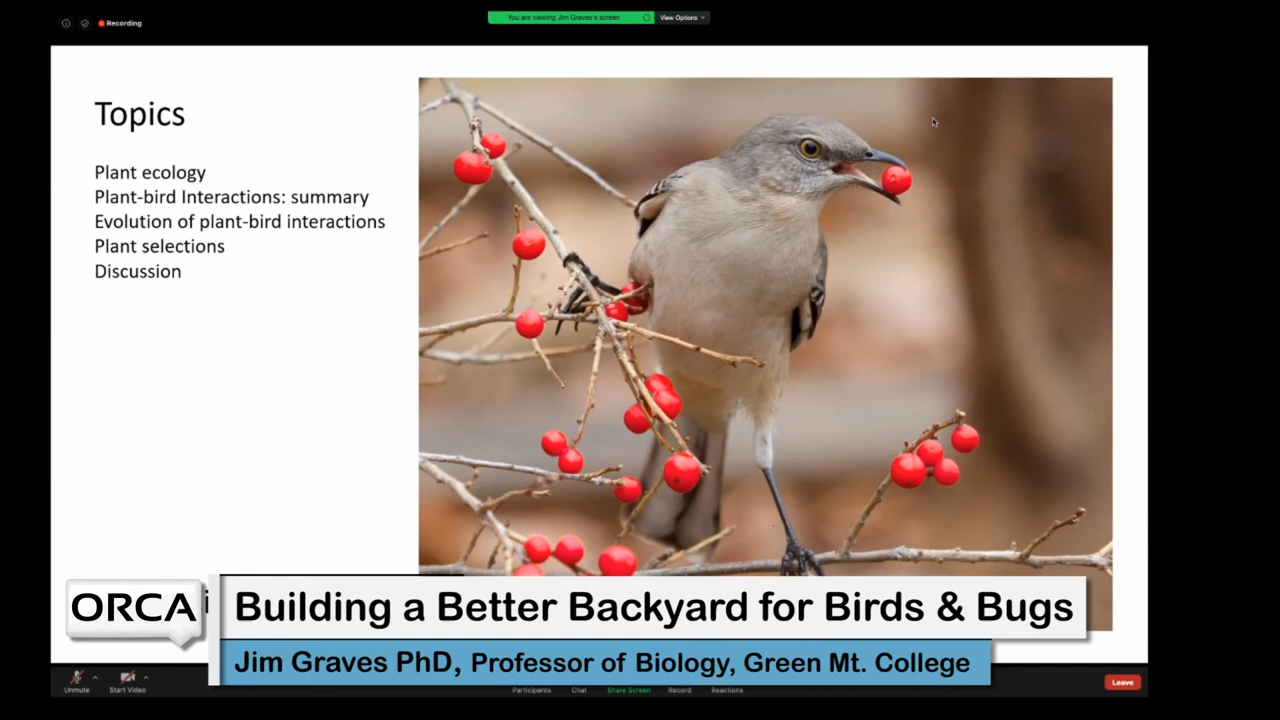 Recording
You are viewing Jim Graves's screen
View Options
Topics
Plant ecology
Plant-bird Interactions: summary
Evolution of plant-bird interactions
Plant selections
Discussion
ORCA
Building a Better Backyard for Birds & Bugs
Jim Graves PhD, Professor of Biology, Green Mt. College
Unmute
Start Video
Participants
Chat
Share Screen
Record
Reactions
Leave